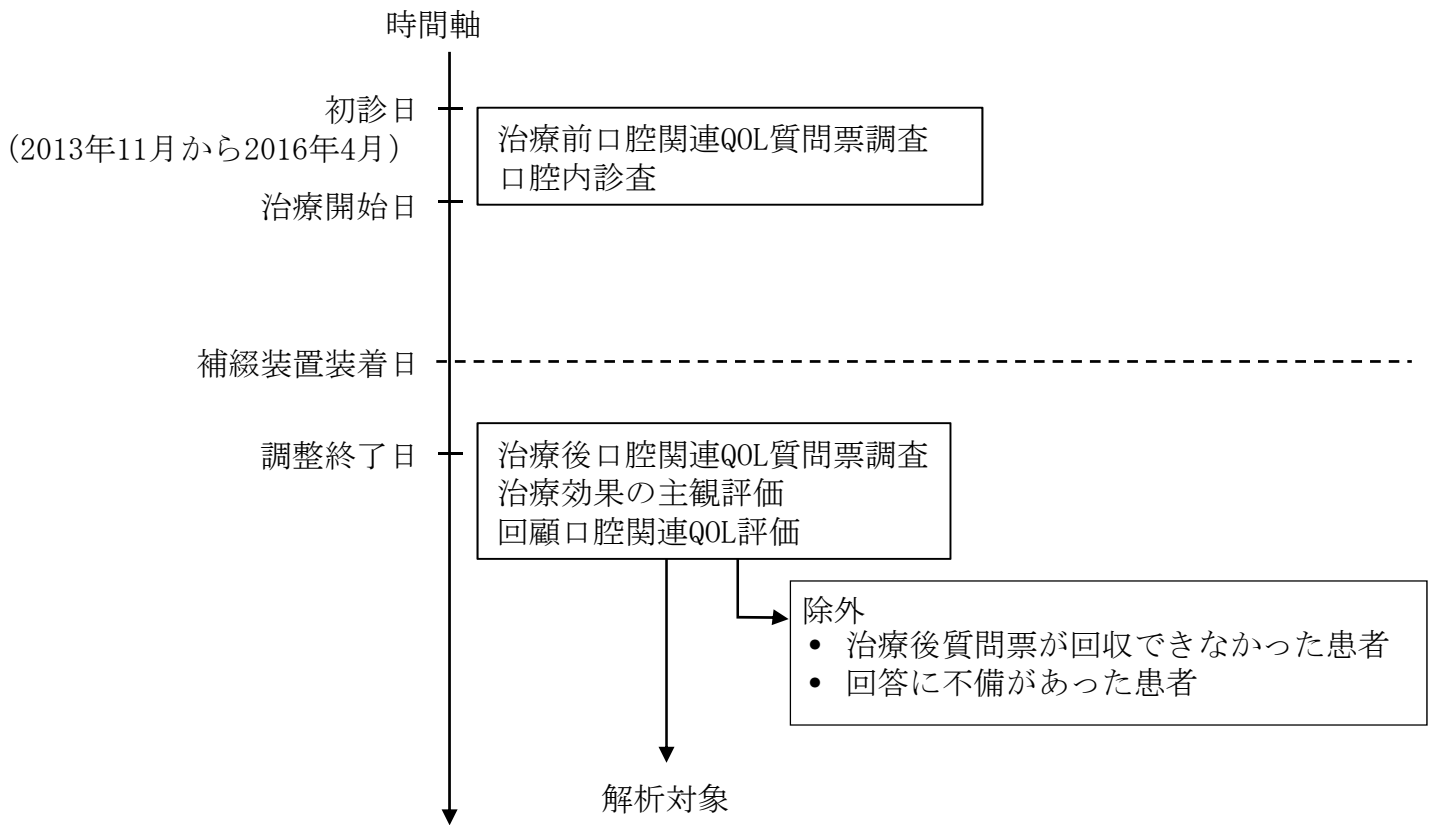 時間軸
初診日
(2013年11月から2016年4月)
治療前口腔関連QOL質問票調査
口腔内診査
治療開始日
補綴装置装着日
調整終了日
治療後口腔関連QOL質問票調査
治療効果の主観評価
回顧口腔関連QOL評価
除外
• 治療後質問票が回収できなかった患者
• 回答に不備があった患者
解析対象